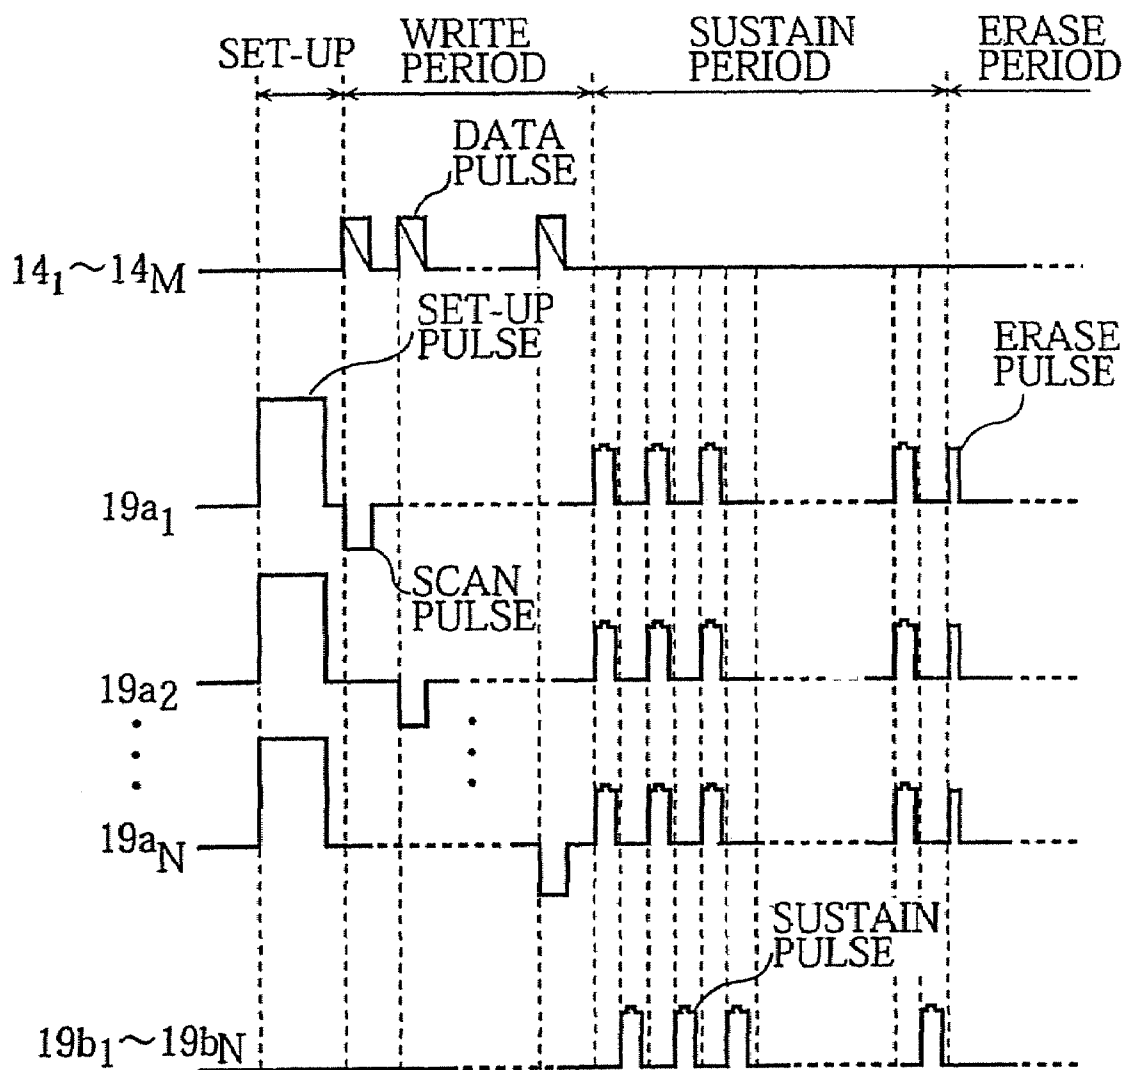 SET-UP
WRITE
PERIOD
SUSTAIN
PERIOD
ERASE
PERIOD
DATA
PULSE
14₁~14M
SET-UP
PULSE
ERASE
PULSE
19a₁
SCAN
PULSE
19a₂
19aN
SUSTAIN
PULSE
19b₁~19bN